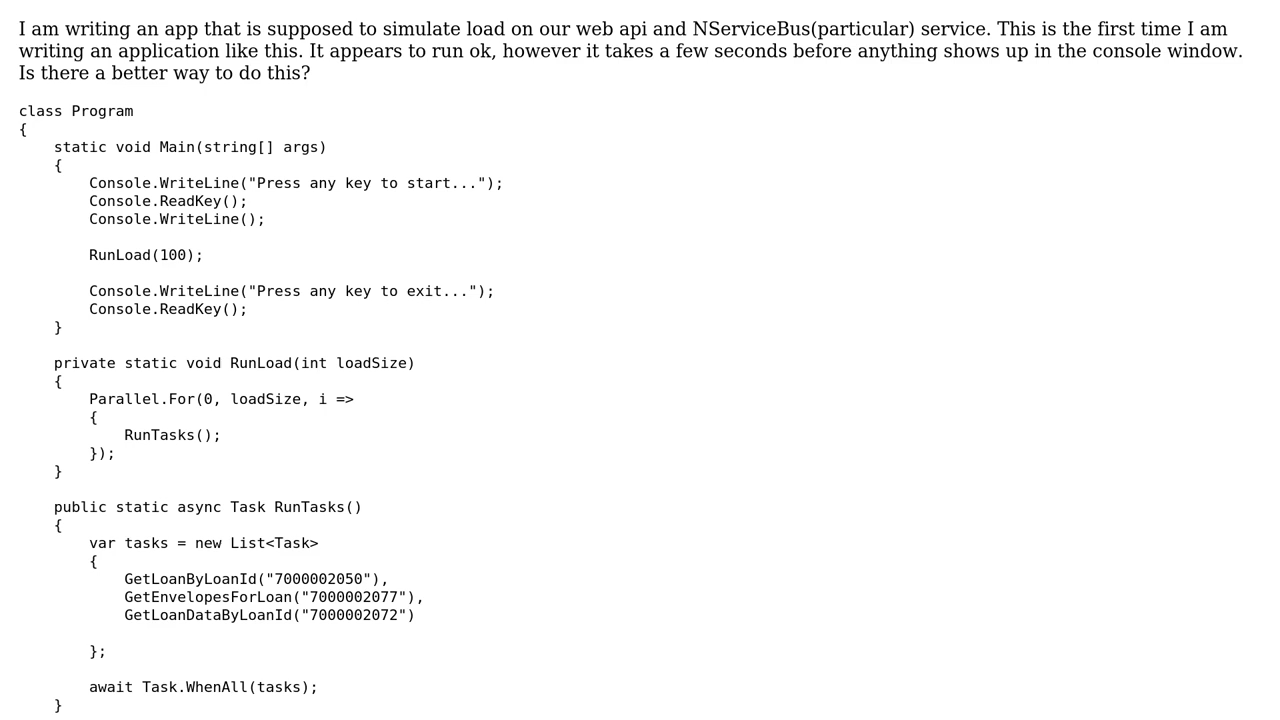 I am writing an app that is supposed to simulate load on our web api and NServiceBus(particular) service. This is the first time I am
writing an application like this. It appears to run ok, however it takes a few seconds before anything shows up in the console window.
Is there a better way to do this?
class Program
{
    static void Main(string[] args)
    {
        Console.WriteLine("Press any key to start...");
        Console.ReadKey();
        Console.WriteLine();

        RunLoad(100);

        Console.WriteLine("Press any key to exit...");
        Console.ReadKey();
    }

    private static void RunLoad(int loadSize)
    {
        Parallel.For(0, loadSize, i =>
        {
            RunTasks();
        });
    }

    public static async Task RunTasks()
    {
        var tasks = new List<Task>
        {
            GetLoanByLoanId("7000002050"),
            GetEnvelopesForLoan("7000002077"),
            GetLoanDataByLoanId("7000002072")

        };

        await Task.WhenAll(tasks);
    }